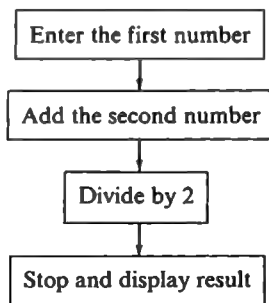 Enter the first number
Add the second number
Divide by 2
Stop and display result